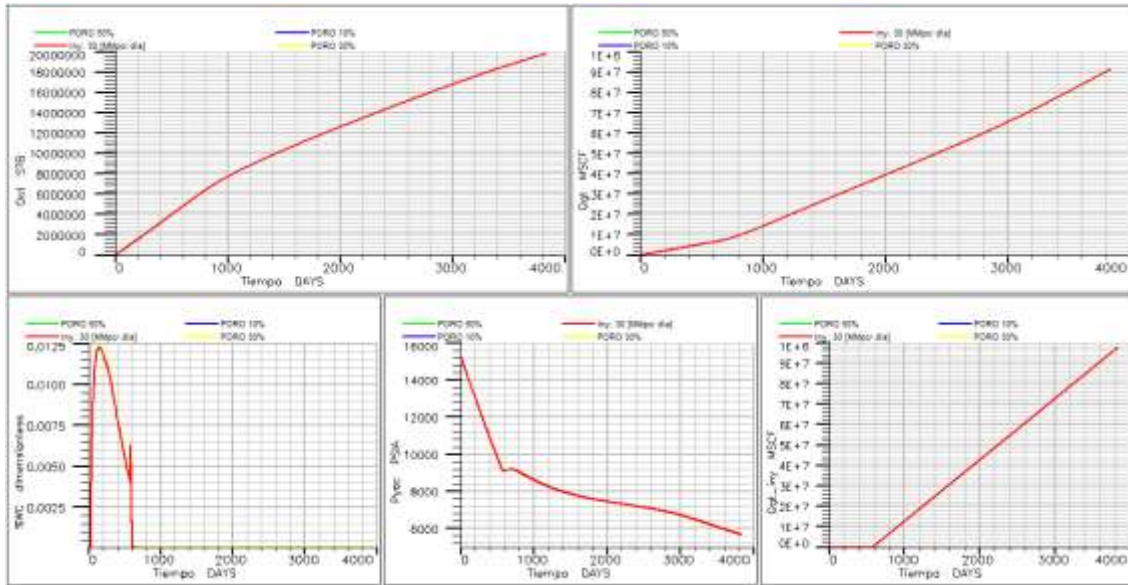 PORO 50% PORO 10%
Iny. 30 [MMpc/dia] PORO 30%
20000000
18000000
16000000
14000000
12000000
10000000
8000000
6000000
4000000
2000000
0
STB
0 1000 2000 3000 4000
Tiempo DAYS
PORO 50% Iny. 30 [MMpc/dia]
PORO 10% PORO 30%
1E+8
9E+7
8E+7
7E+7
6E+7
5E+7
4E+7
3E+7
2E+7
1E+7
0E+0
Qgt MSCF
0 1000 2000 3000 4000
Tiempo DAYS
PORO 50% PORO 10%
Iny. 30 [MMpc/dia] PORO 30%
0.0125
0.0100
0.0075
0.0050
0.0025
dimensionless
0 1000 2000 3000 4000
Tiempo DAYS
PORO 50% Iny. 30 [MMpc/dia]
PORO 10% PORO 30%
16000
14000
12000
10000
8000
6000
Pyac PSIA
0 1000 2000 3000 4000
Tiempo DAYS
PORO 50% PORO 10%
Iny. 30 [MMpc/dia] PORO 30%
1E+8
9E+7
8E+7
7E+7
6E+7
5E+7
4E+7
3E+7
2E+7
1E+7
0E+0
Qgt_iny MSCF
0 1000 2000 3000 4000
Tiempo DAYS